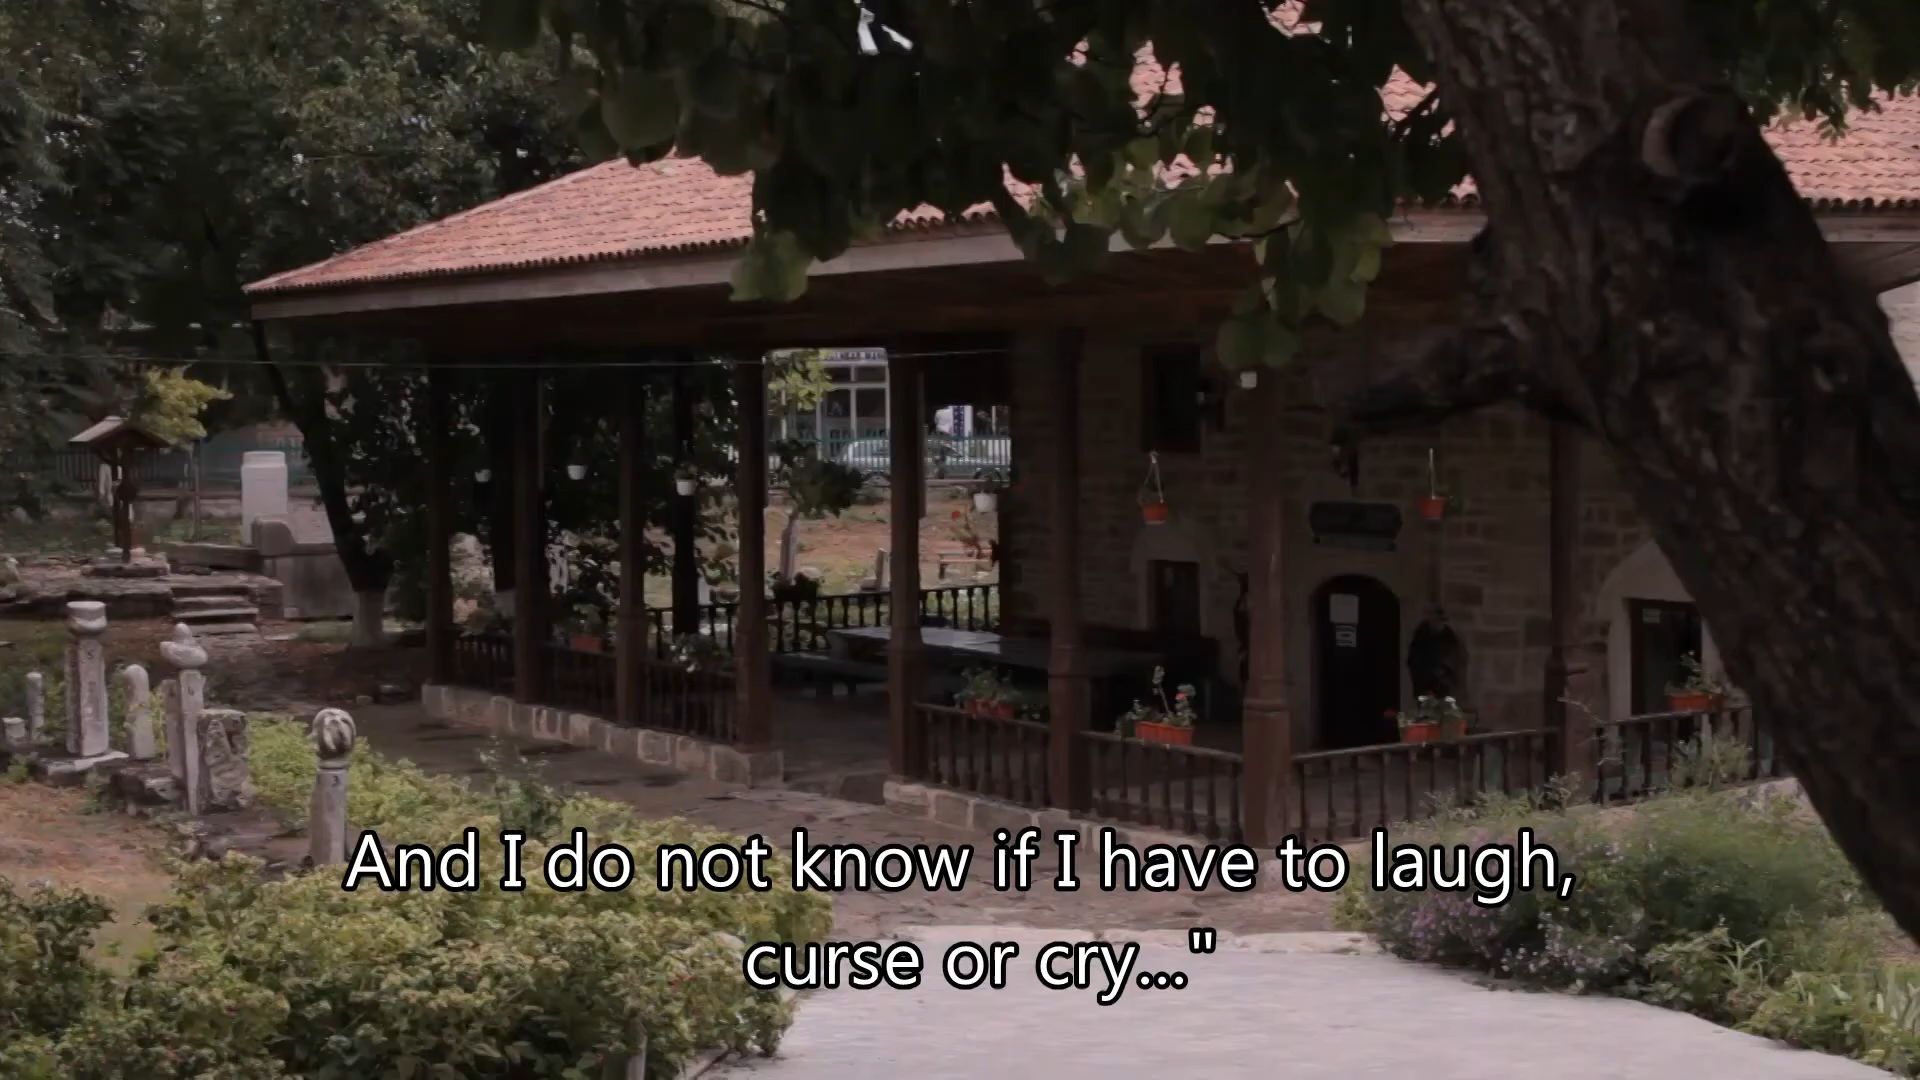 And I do not know if I have to laugh,
curse or cry..."